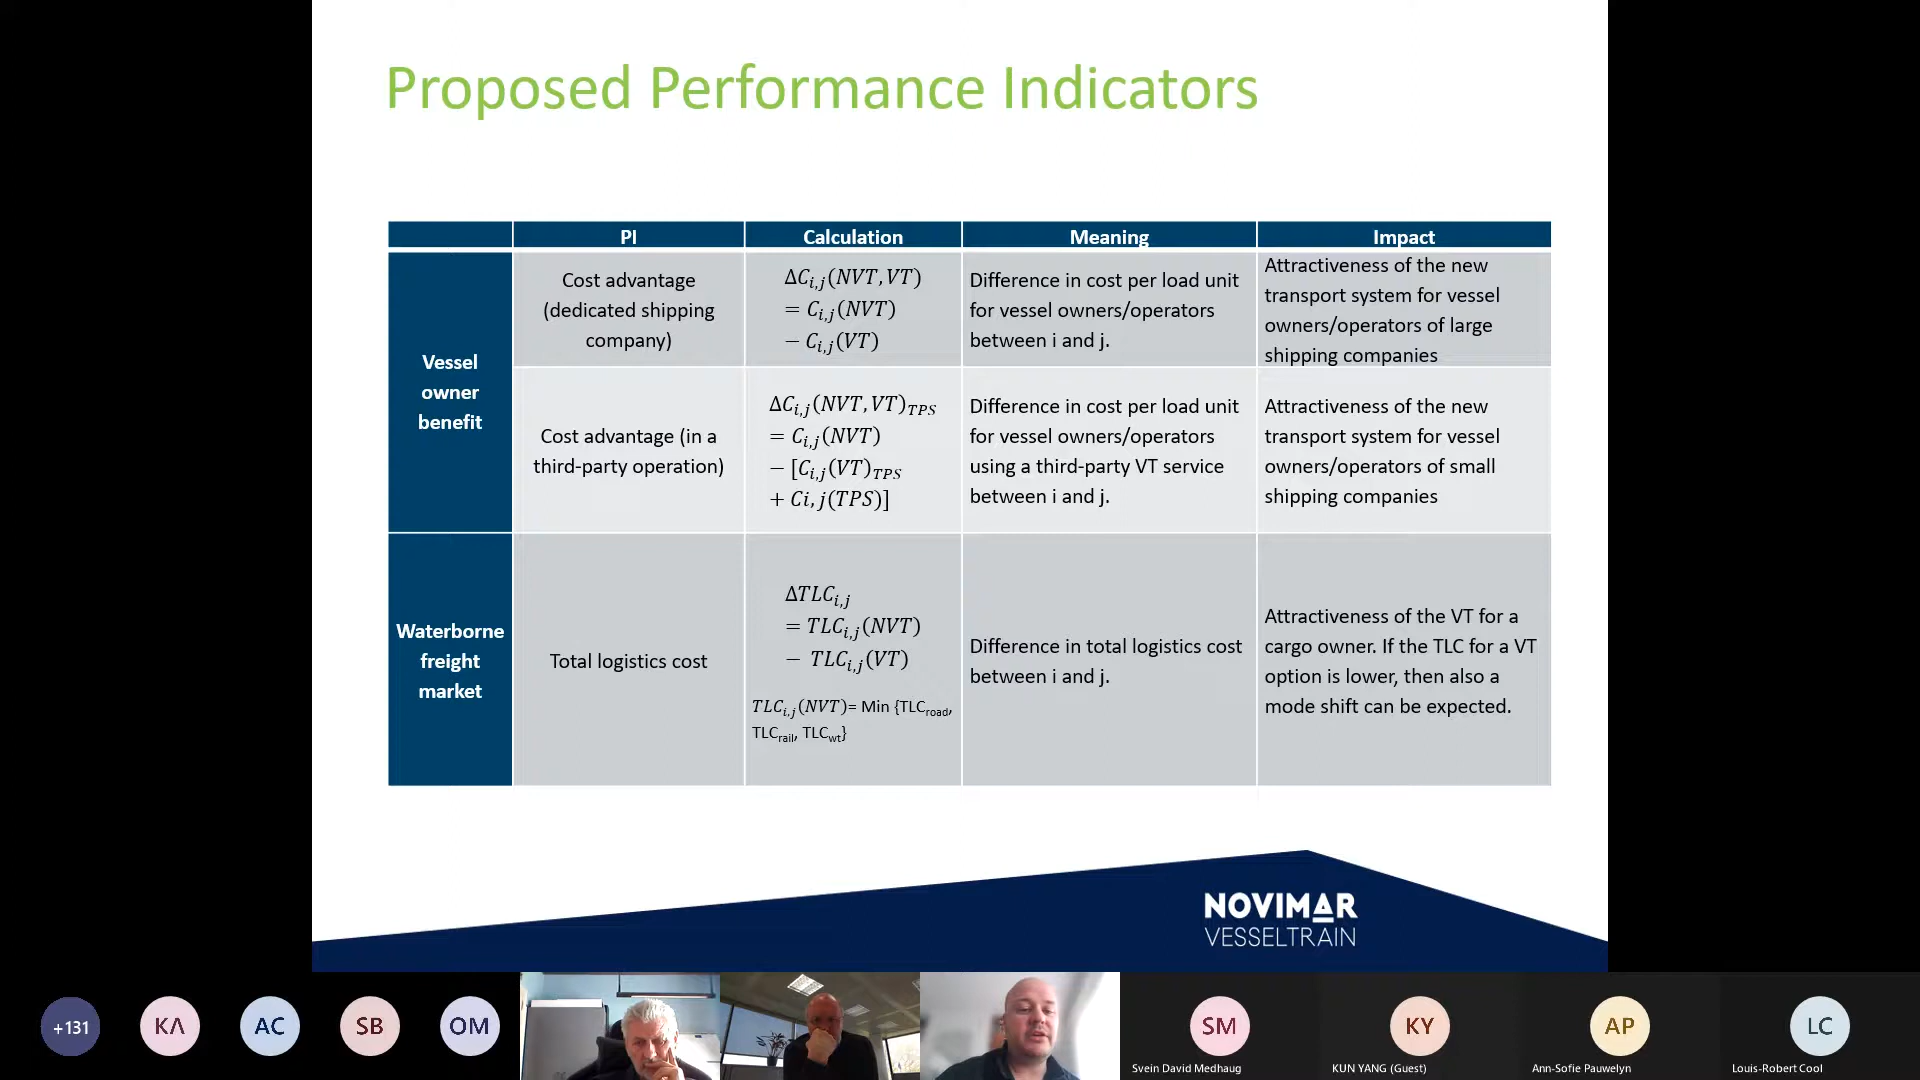 Proposed Performance Indicators
PI
Calculation
Meaning
Impact
Vessel
owner
benefit
Cost advantage
(dedicated shipping
company)
ΔC_{i,j}(NVT,VT)
= C_{i,j}(NVT)
− C_{i,j}(VT)
Difference in cost per load unit
for vessel owners/operators
between i and j.
Attractiveness of the new
transport system for vessel
owners/operators of large
shipping companies
Cost advantage (in a
third-party operation)
ΔC_{i,j}(NVT,VT)_{TPS}
= C_{i,j}(NVT)
− [C_{i,j}(VT)_{TPS}
+ Ci,j(TPS)]
Difference in cost per load unit
for vessel owners/operators
using a third-party VT service
between i and j.
Attractiveness of the new
transport system for vessel
owners/operators of small
shipping companies
Waterborne
freight
market
Total logistics cost
ΔTLC_{i,j}
= TLC_{i,j}(NVT)
− TLC_{i,j}(VT)
TLC_{i,j}(NVT)= Min {TLC_{road},
TLC_{rail}, TLC_{wt}}
Difference in total logistics cost
between i and j.
Attractiveness of the VT for a
cargo owner. If the TLC for a VT
option is lower, then also a
mode shift can be expected.
NOVIMAR
VESSELTRAIN
+131
KΛ
AC
SB
OM
SM
KY
AP
LC
Svein David Medhaug
KUN YANG (Guest)
Ann-Sofie Pauwelyn
Louis-Robert Cool